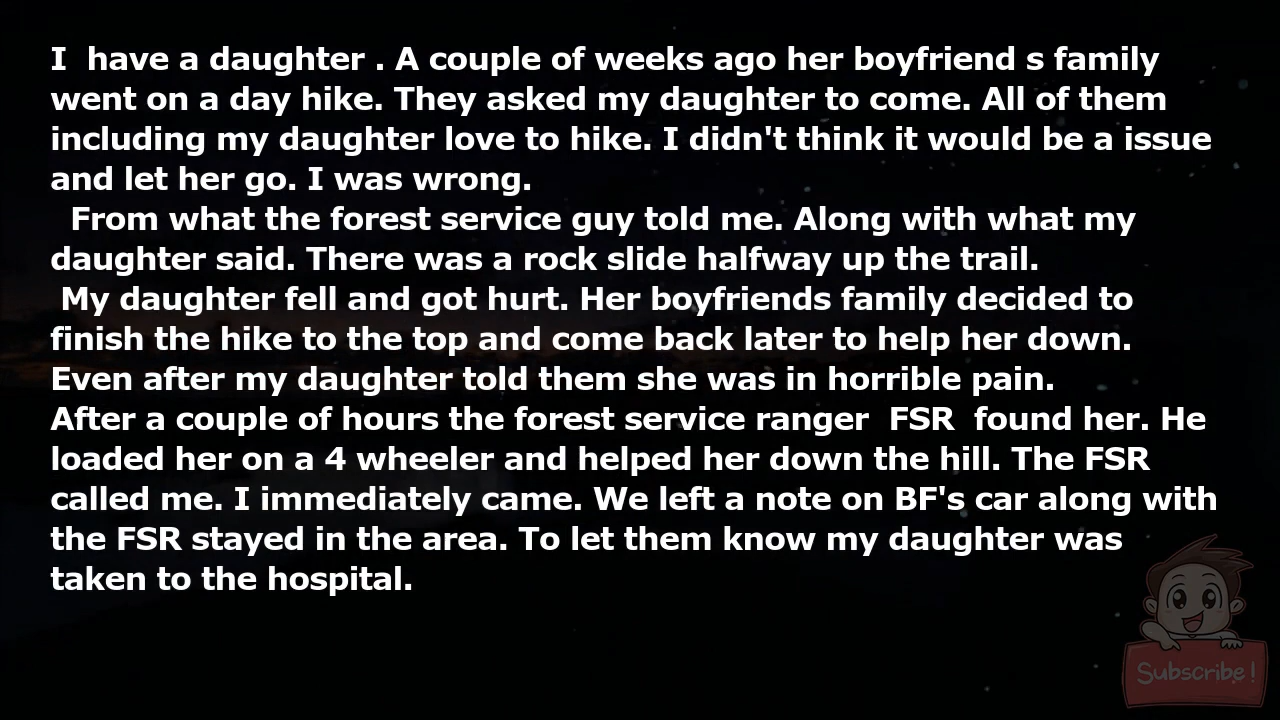 I  have a daughter . A couple of weeks ago her boyfriend s family
went on a day hike. They asked my daughter to come. All of them
including my daughter love to hike. I didn't think it would be a issue
and let her go. I was wrong.
From what the forest service guy told me. Along with what my
daughter said. There was a rock slide halfway up the trail.
My daughter fell and got hurt. Her boyfriends family decided to
finish the hike to the top and come back later to help her down.
Even after my daughter told them she was in horrible pain.
After a couple of hours the forest service ranger  FSR  found her. He
loaded her on a 4 wheeler and helped her down the hill. The FSR
called me. I immediately came. We left a note on BF's car along with
the FSR stayed in the area. To let them know my daughter was
taken to the hospital.
Subscribe!